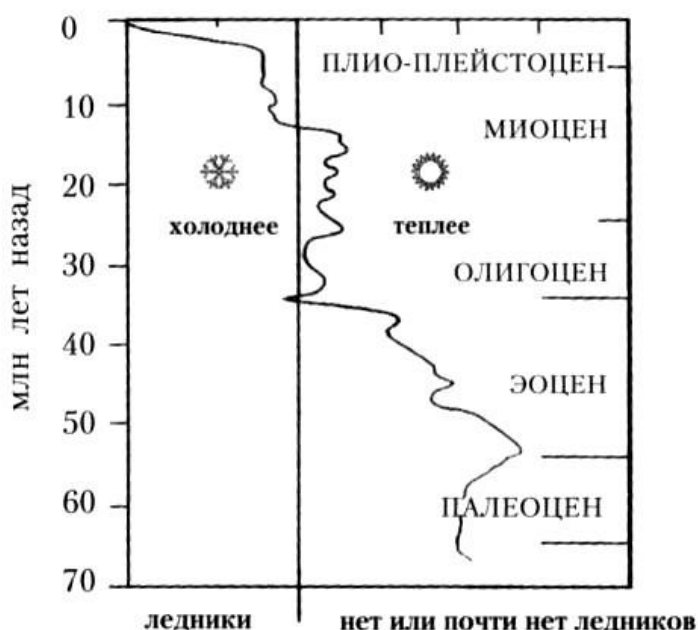 0
ПЛИО-ПЛЕЙСТОЦЕН
10
МИОЦЕН
20
холоднее
теплее
30
ОЛИГОЦЕН
млн лет назад
40
ЭОЦЕН
50
60
ПАЛЕОЦЕН
70
ледники
нет или почти нет ледников